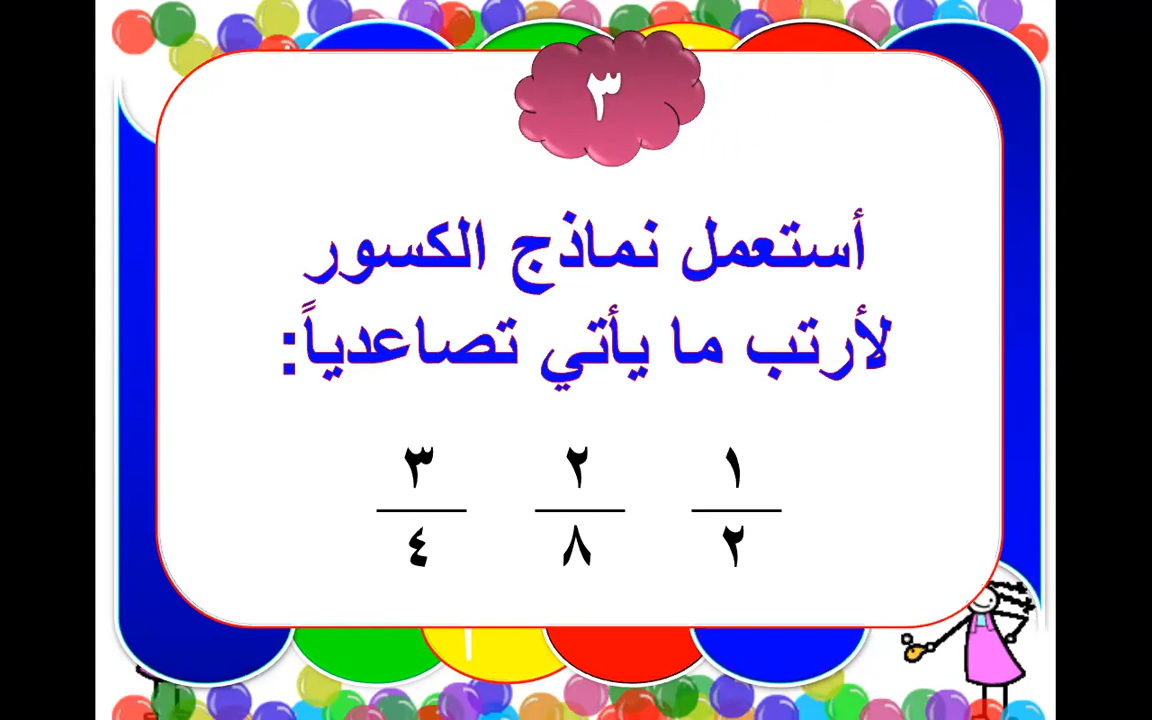 ٣
أستعمل نماذج الكسور
لأرتب ما يأتي تصاعدياً:
١ ٢ ٣
٢ ٨ ٤